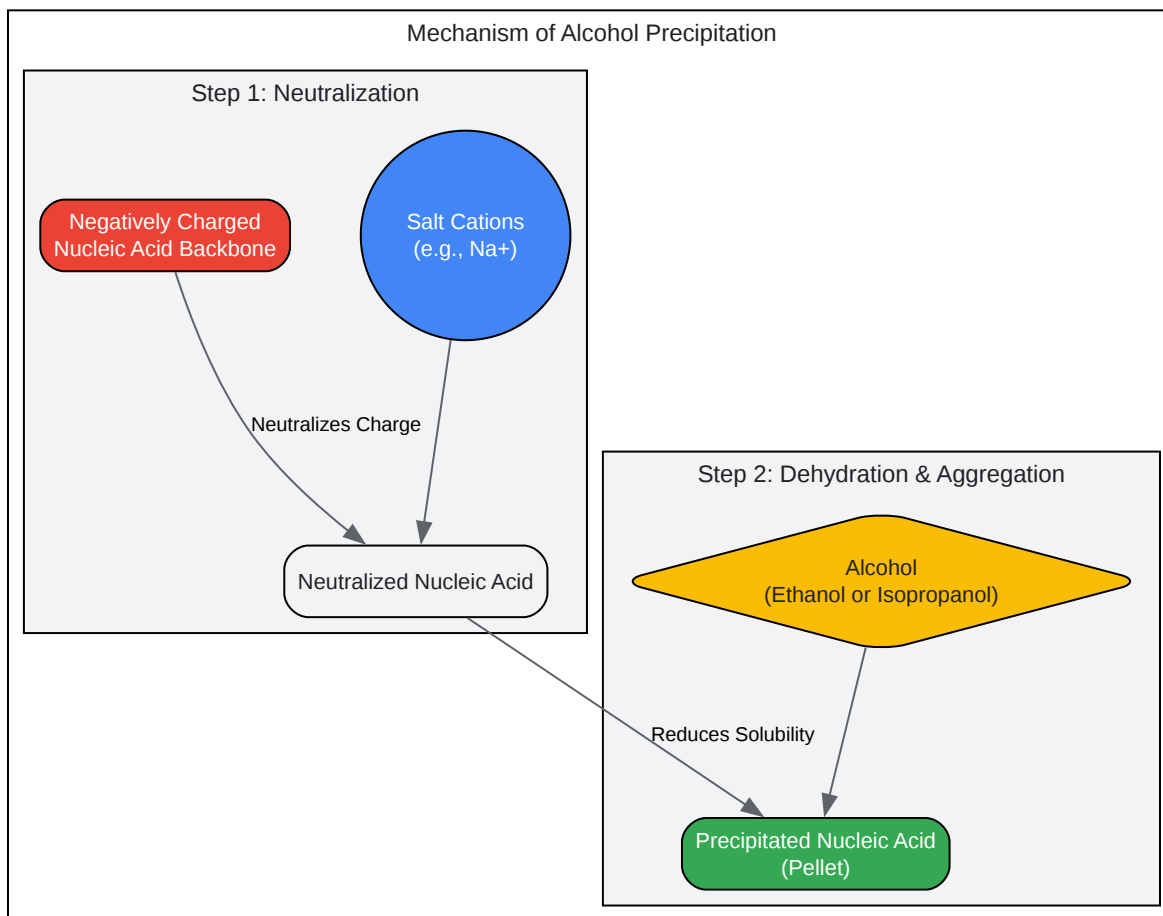 Mechanism of Alcohol Precipitation
Step 1: Neutralization
Negatively Charged
Nucleic Acid Backbone
Salt Cations
(e.g., Na+)
Neutralizes Charge
Neutralized Nucleic Acid
Step 2: Dehydration & Aggregation
Alcohol
(Ethanol or Isopropanol)
Reduces Solubility
Precipitated Nucleic Acid
(Pellet)